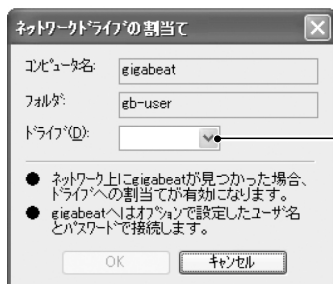 ネットワークドライブの割当て
コンピュータ名: gigabeat
フォルダ: gb-user
ドライブ(D):
● ネットワーク上にgigabeatが見つかった場合、
ドライブへの割当てが有効になります。
● gigabeatへはオプションで設定したユーザ名
とパスワードで接続します。
OK キャンセル